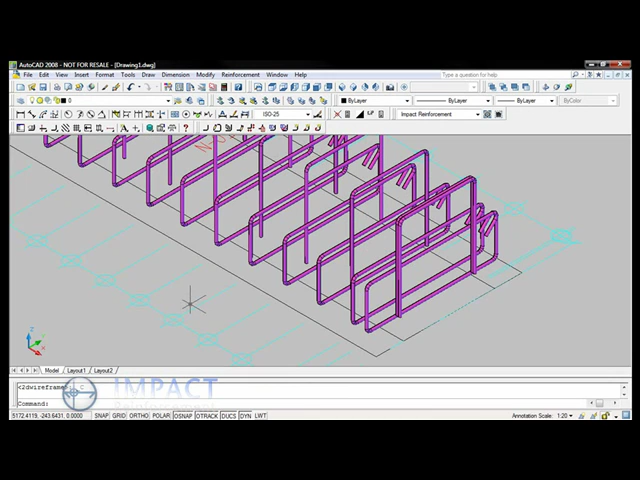 AutoCAD 2008 - NOT FOR RESALE - [Drawing1.dwg]
File Edit View Insert Format Tools Draw Dimension Modify Reinforcement Window Help Type a question for help
0 ByLayer ByLayer ByLayer ByColor
ISO-25 Impact Reinforcement
Model Layout1 Layout2
IMPACT
Reinforcement
Command:
5172.4119, -243.6431, 0.0000 SNAP GRID ORTHO POLAR OSNAP OTRACK DUCS DYN LWT Annotation Scale: 1:20